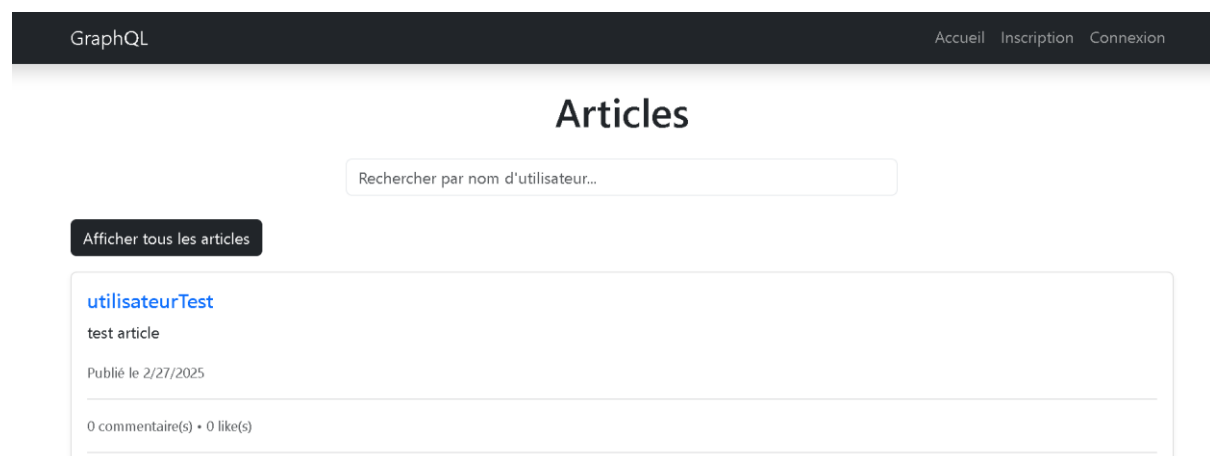 GraphQL Accueil Inscription Connexion
Articles
Rechercher par nom d'utilisateur...
Afficher tous les articles
utilisateurTest
test article
Publié le 2/27/2025
0 commentaire(s) • 0 like(s)